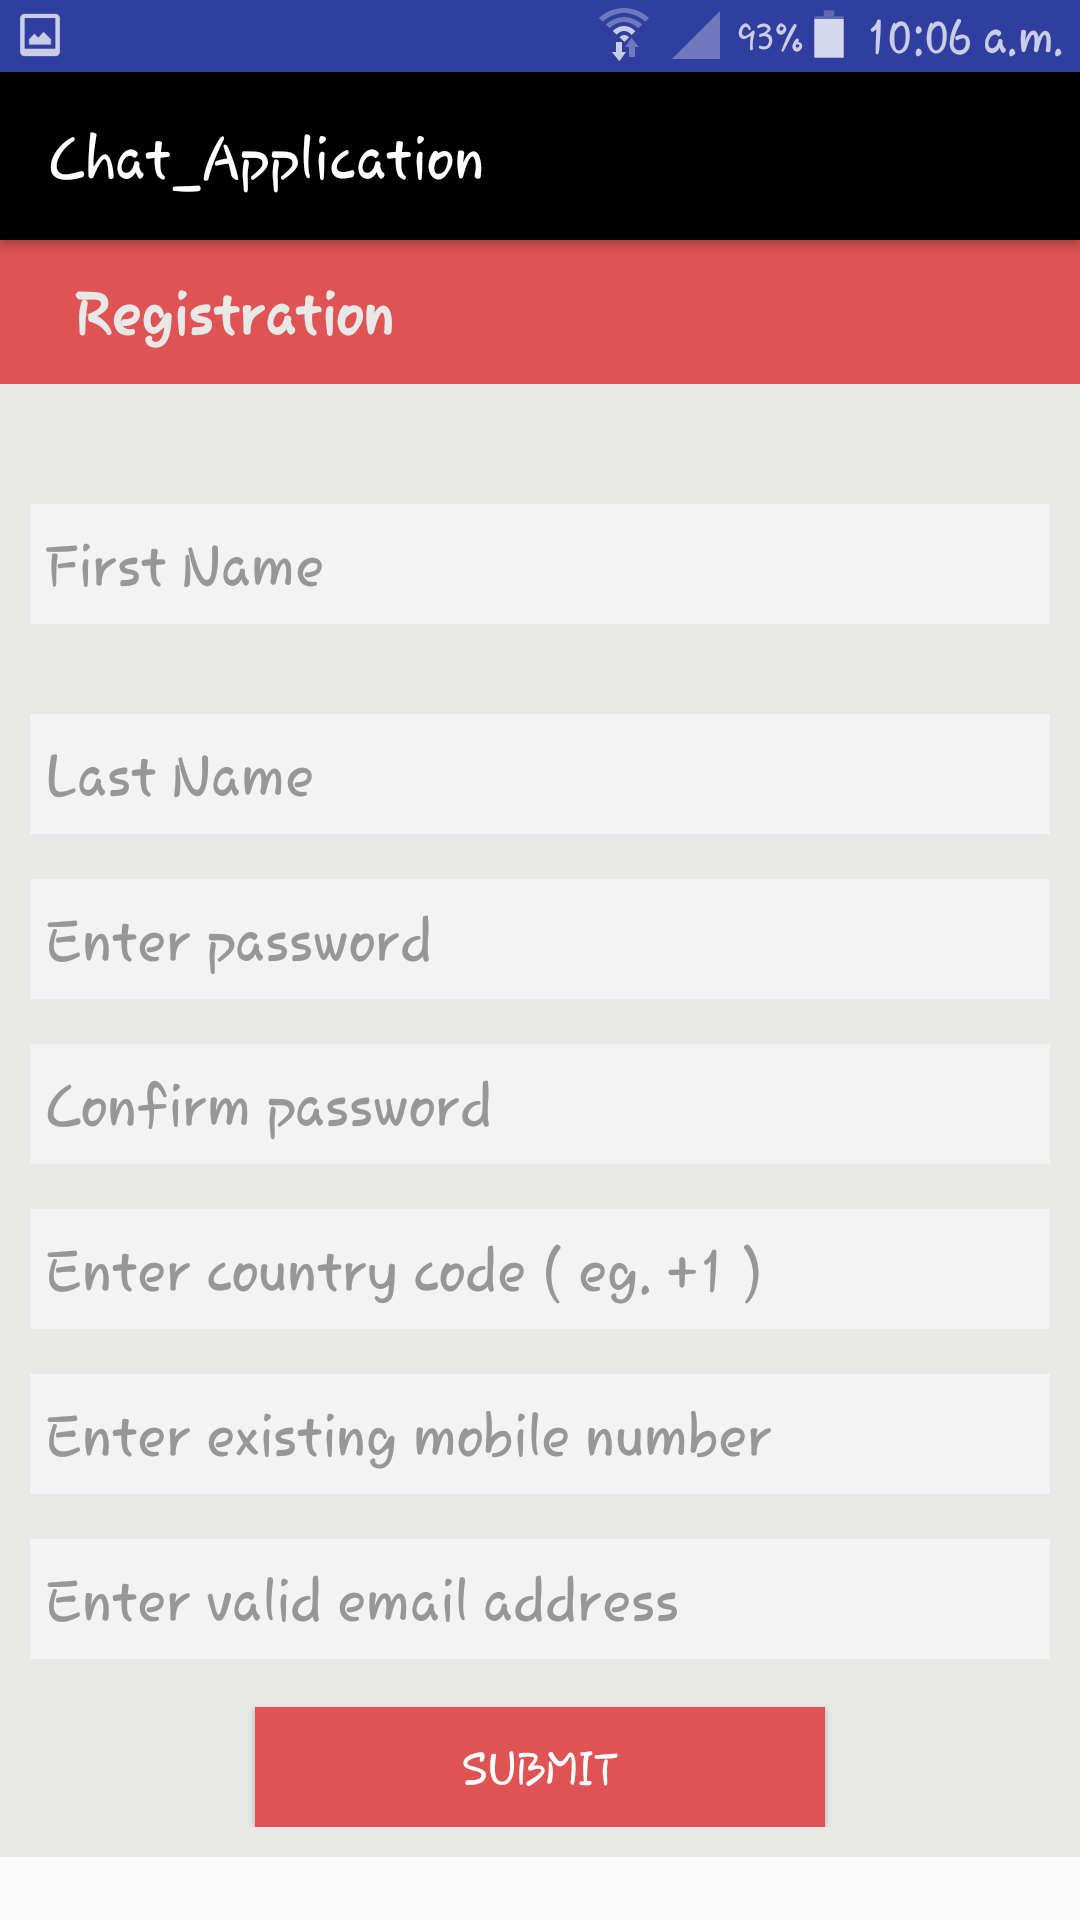 93% 10:06 a.m.
Chat_Application
Registration
First Name
Last Name
Enter password
Confirm password
Enter country code ( eg. +1 )
Enter existing mobile number
Enter valid email address
SUBMIT